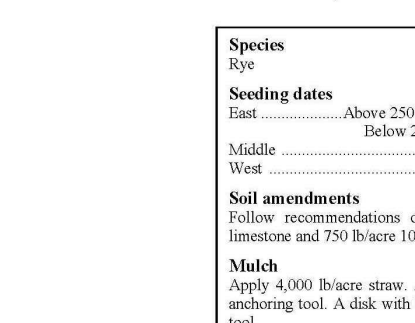 Species
Rye
Seeding dates
East ....................Above 250
Below 2
Middle ..................................
West .....................................
Soil amendments
Follow recommendations
limestone and 750 lb/acre 10
Mulch
Apply 4,000 lb/acre straw.
anchoring tool. A disk with
tool